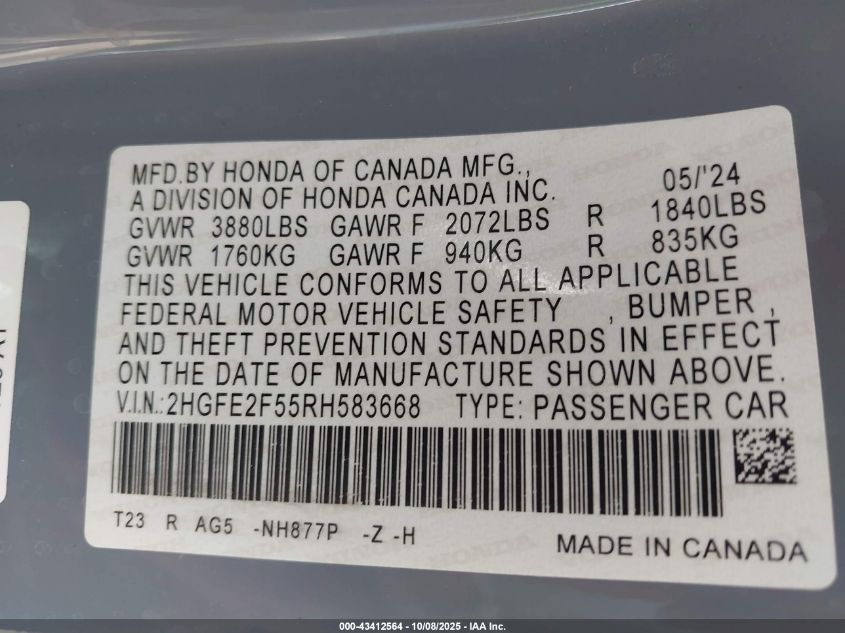 MFD.BY HONDA OF CANADA MFG.,
A DIVISION OF HONDA CANADA INC. 05/'24
GVWR 3880LBS GAWR F 2072LBS R 1840LBS
GVWR 1760KG GAWR F 940KG R 835KG
THIS VEHICLE CONFORMS TO ALL APPLICABLE
FEDERAL MOTOR VEHICLE SAFETY , BUMPER ,
AND THEFT PREVENTION STANDARDS IN EFFECT
ON THE DATE OF MANUFACTURE SHOWN ABOVE.
V.I.N.:2HGFE2F55RH583668 TYPE: PASSENGER CAR
T23 R AG5 -NH877P -Z -H
MADE IN CANADA
000-43412564 - 10/08/2025 - IAA Inc.